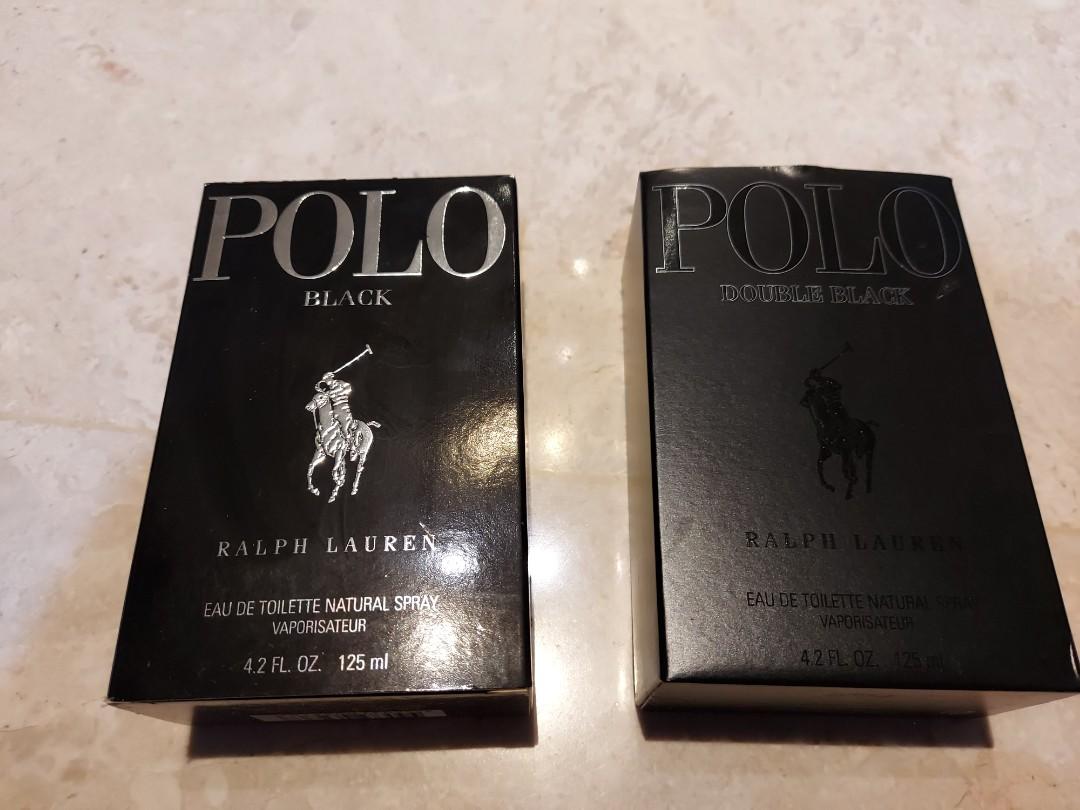 POLO
BLACK
RALPH LAUREN
EAU DE TOILETTE NATURAL SPRAY
VAPORISATEUR
4.2 FL. OZ. 125 ml
POLO
DOUBLE BLACK
RALPH LAUREN
EAU DE TOILETTE NATURAL SPRAY
VAPORISATEUR
4.2 FL. OZ. 125 ml